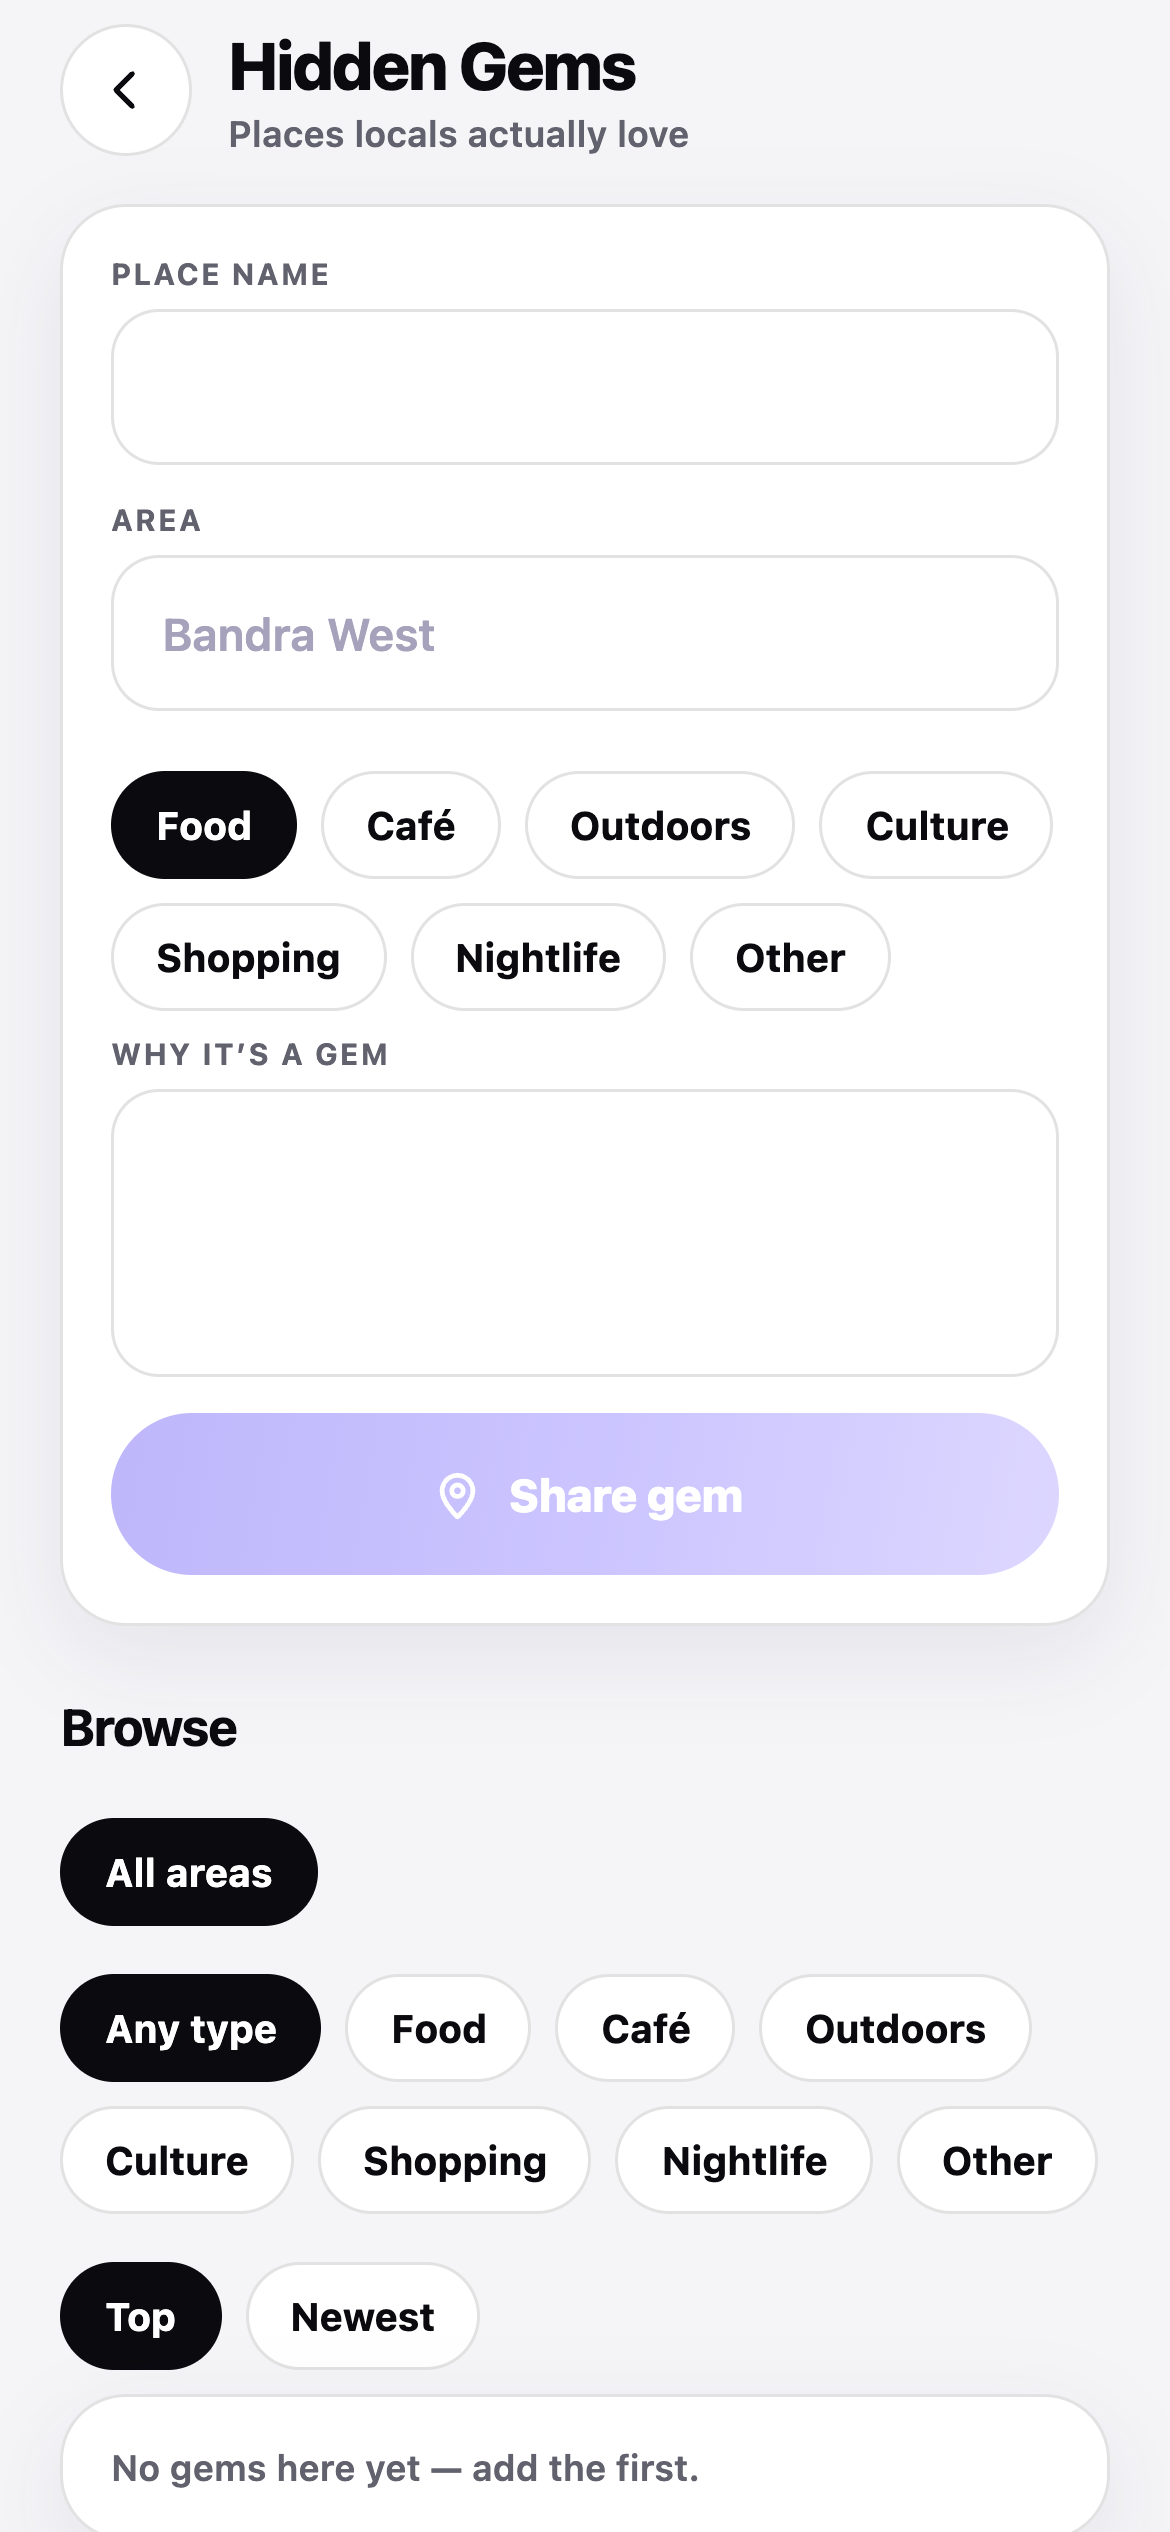 Hidden Gems
Places locals actually love
PLACE NAME
AREA
Bandra West
Food Café Outdoors Culture
Shopping Nightlife Other
WHY IT’S A GEM
Share gem
Browse
All areas
Any type Food Café Outdoors
Culture Shopping Nightlife Other
Top Newest
No gems here yet — add the first.